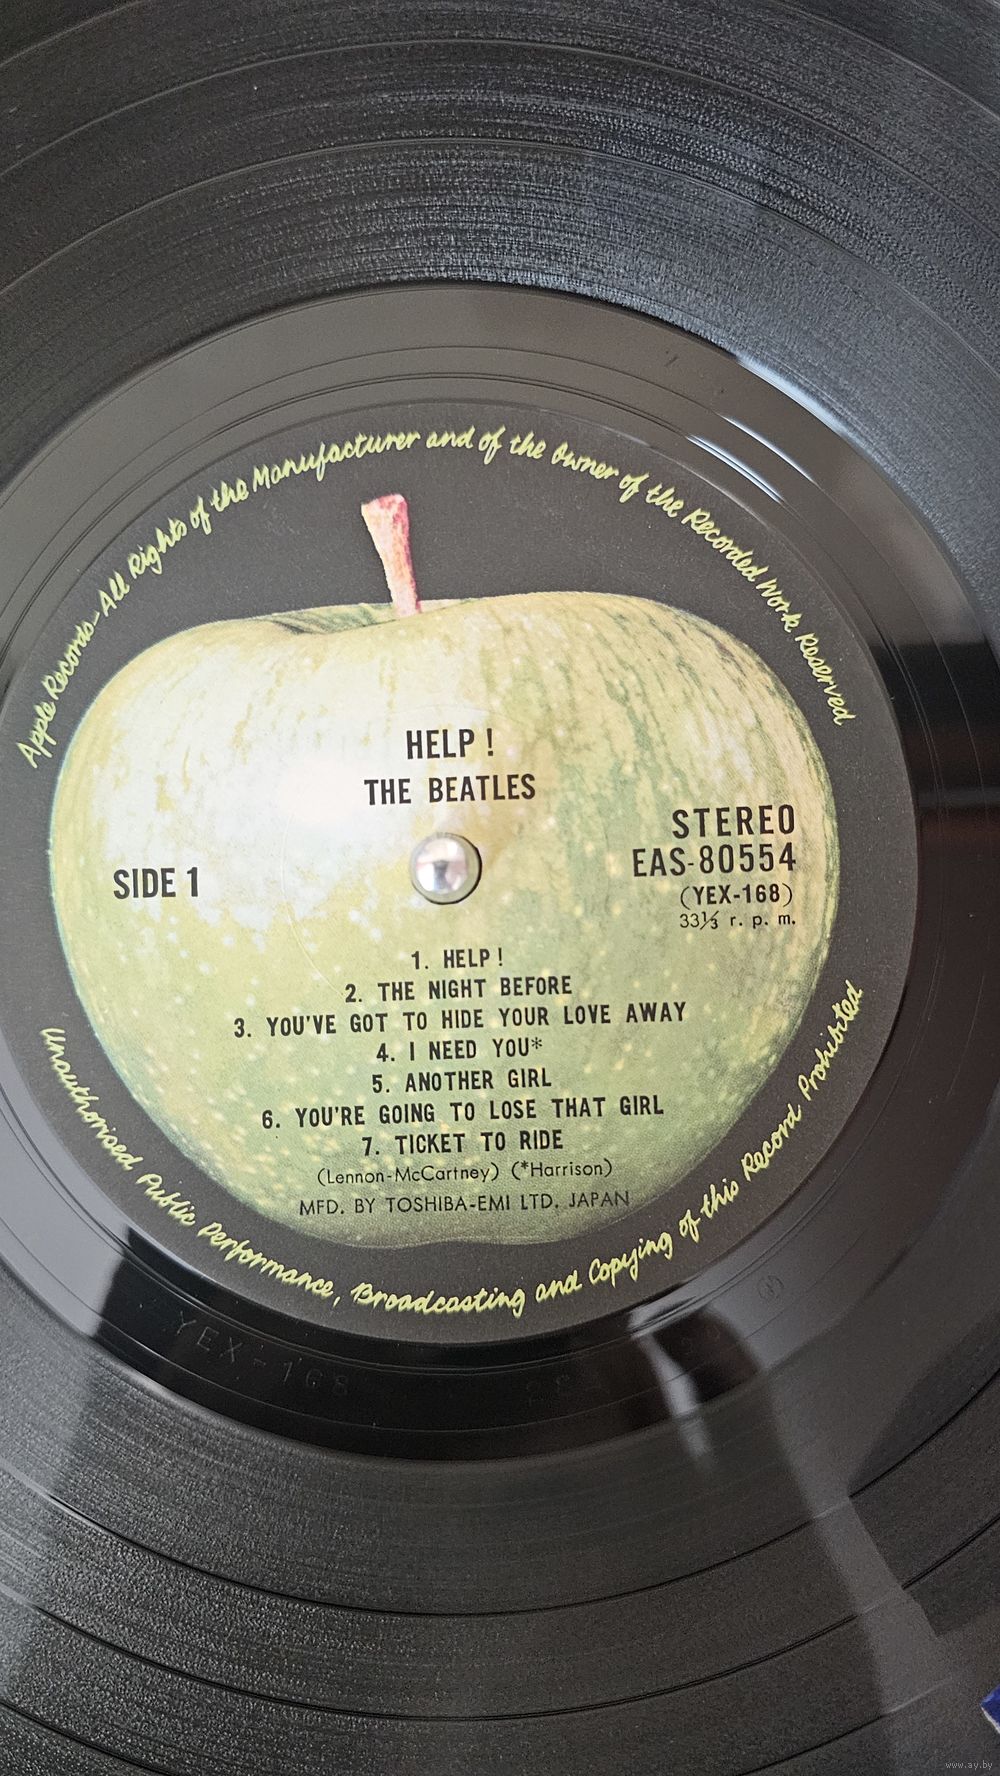 Apple Records-All Rights of the Manufacturer and of the Owner of the Recorded Work Reserved
HELP !
THE BEATLES
STEREO
EAS-80554
(YEX-168)
33⅓ r. p. m.
SIDE 1
1. HELP !
2. THE NIGHT BEFORE
3. YOU'VE GOT TO HIDE YOUR LOVE AWAY
4. I NEED YOU*
5. ANOTHER GIRL
6. YOU'RE GOING TO LOSE THAT GIRL
7. TICKET TO RIDE
(Lennon-McCartney) (*Harrison)
MFD. BY TOSHIBA-EMI LTD. JAPAN
Unauthorised Public Performance, Broadcasting and Copying of this Record Prohibited
YEX-168
www.ay.by